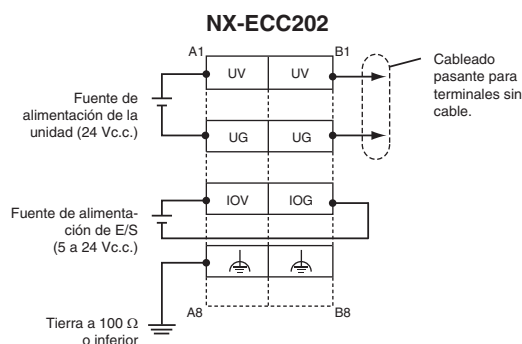 NX-ECC202
A1
B1
UV
UV
Cableado
pasante para
terminales sin
cable.
Fuente de
alimentación de la
unidad (24 Vc.c.)
UG
UG
IOV
IOG
Fuente de alimenta-
ción de E/S
(5 a 24 Vc.c.)
A8
B8
Tierra a 100 Ω
o inferior